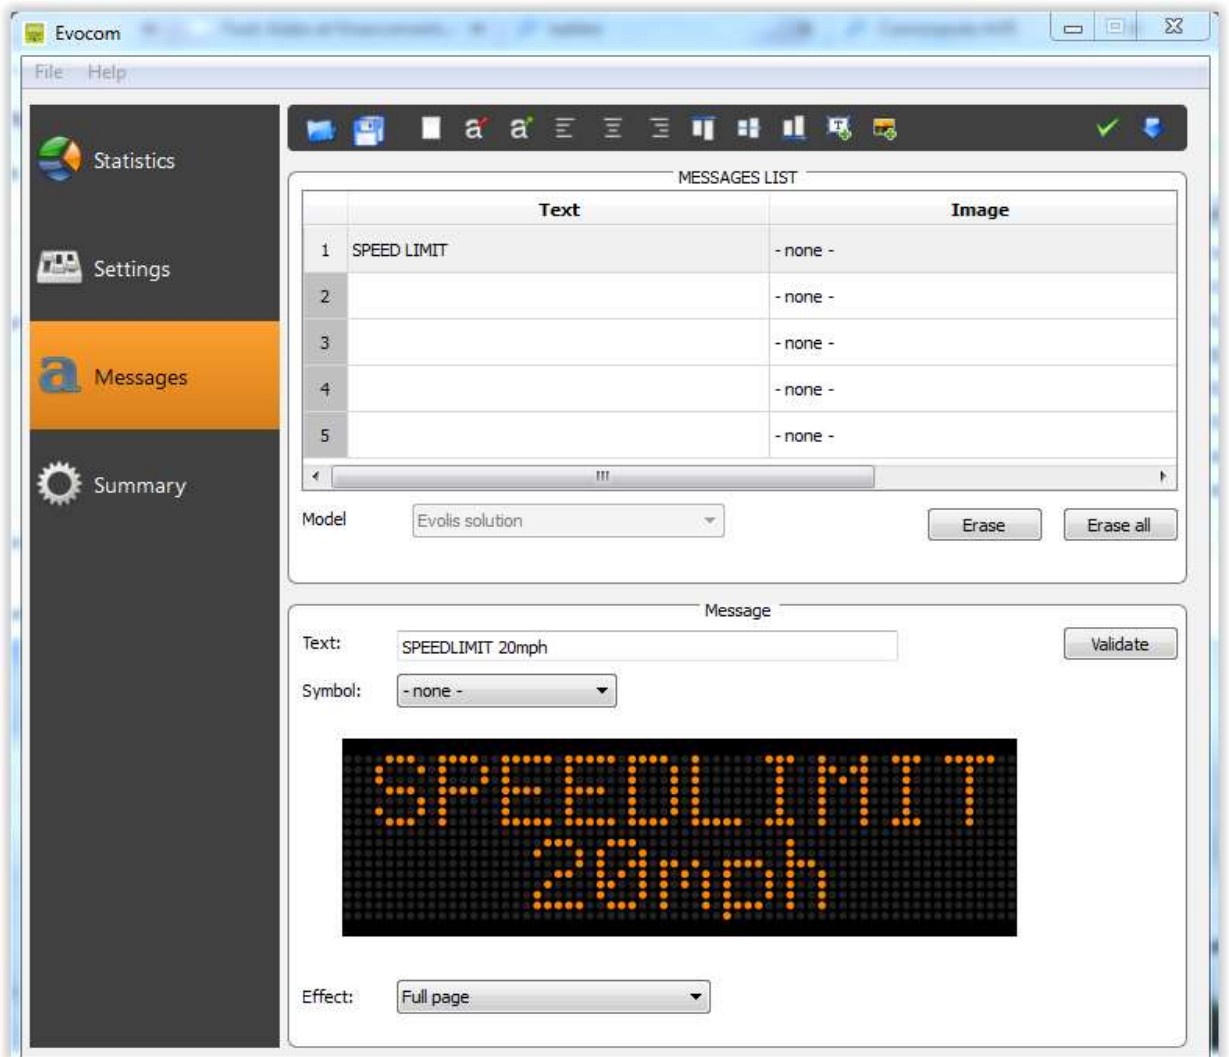 Evocom
File Help
Statistics
Settings
Messages
Summary
MESSAGES LIST
Text Image
1 SPEED LIMIT - none -
2 - none -
3 - none -
4 - none -
5 - none -
Model Evolis solution Erase Erase all
Message
Text: SPEEDLIMIT 20mph Validate
Symbol: - none -
SPEEDLIMIT
20mph
Effect: Full page